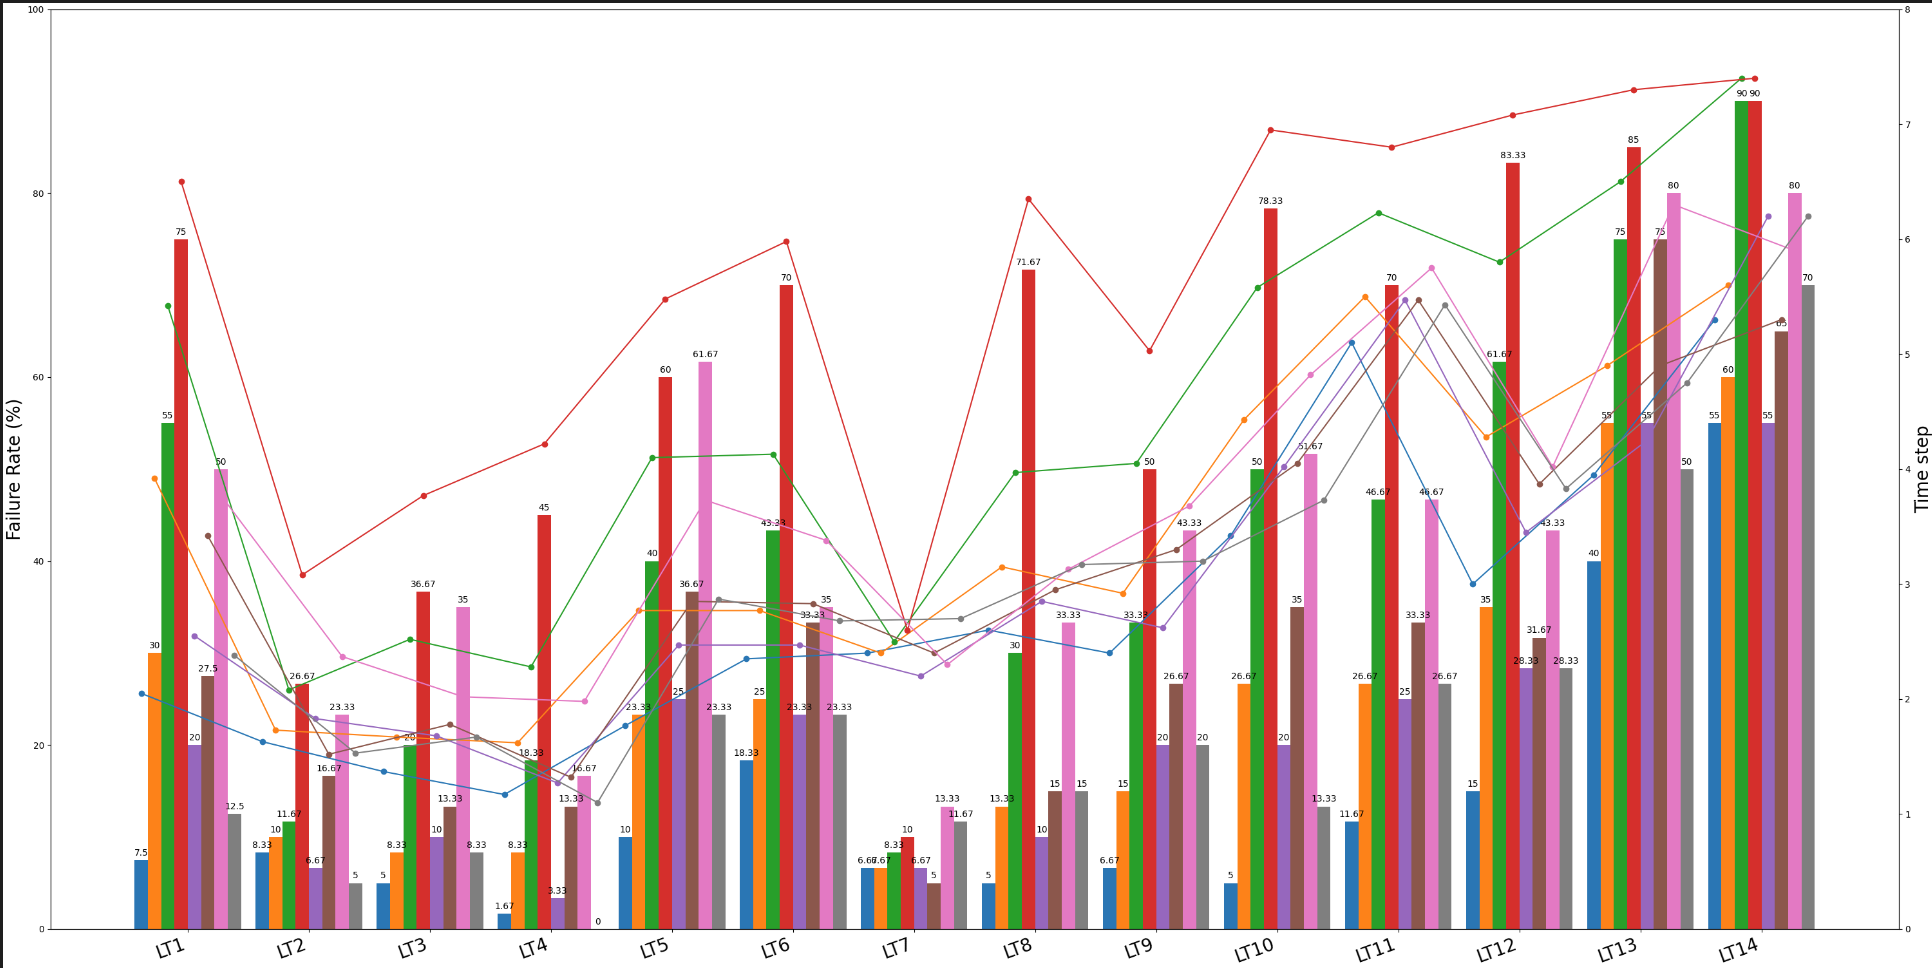 Failure Rate (%)
100
80
60
40
20
0
Time step
8
7
6
5
4
3
2
1
0
7.5 30 55 75 20 27.5 50 12.5
8.33 10 11.67 26.67 6.67 16.67 23.33 5
5 8.33 20 36.67 10 13.33 35 8.33
1.67 8.33 18.33 45 3.33 13.33 16.67 0
10 23.33 40 60 25 36.67 61.67 23.33
18.33 25 43.33 70 23.33 33.33 35 23.33
6.67 6.67 8.33 10 6.67 5 13.33 11.67
5 13.33 30 71.67 10 15 33.33 15
6.67 15 33.33 50 20 26.67 43.33 20
5 26.67 50 78.33 20 35 51.67 13.33
11.67 26.67 46.67 70 25 33.33 46.67 26.67
15 35 61.67 83.33 28.33 31.67 43.33 28.33
40 55 75 85 55 75 80 50
55 60 90 90 55 65 80 70
LT1 LT2 LT3 LT4 LT5 LT6 LT7 LT8 LT9 LT10 LT11 LT12 LT13 LT14